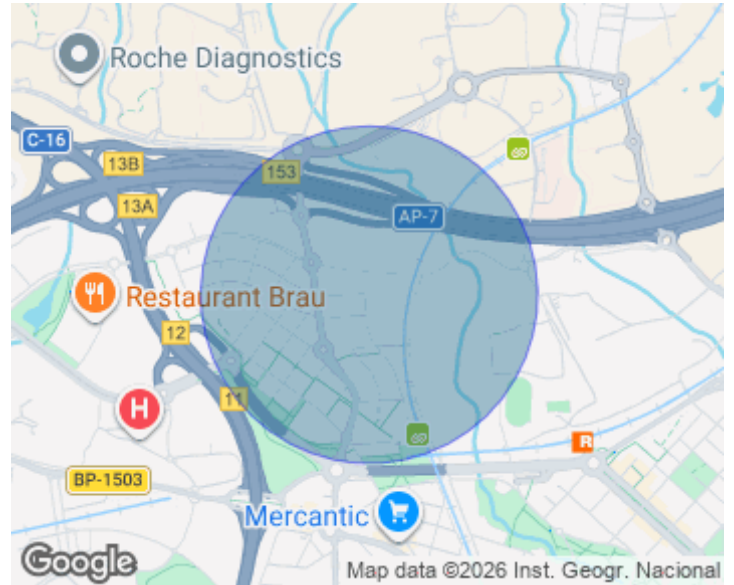 Roche Diagnostics
C-16
13B
153
13A
AP-7
Restaurant Brau
12
11
H
R
BP-1503
Mercantic
Google
Map data ©2026 Inst. Geogr. Nacional